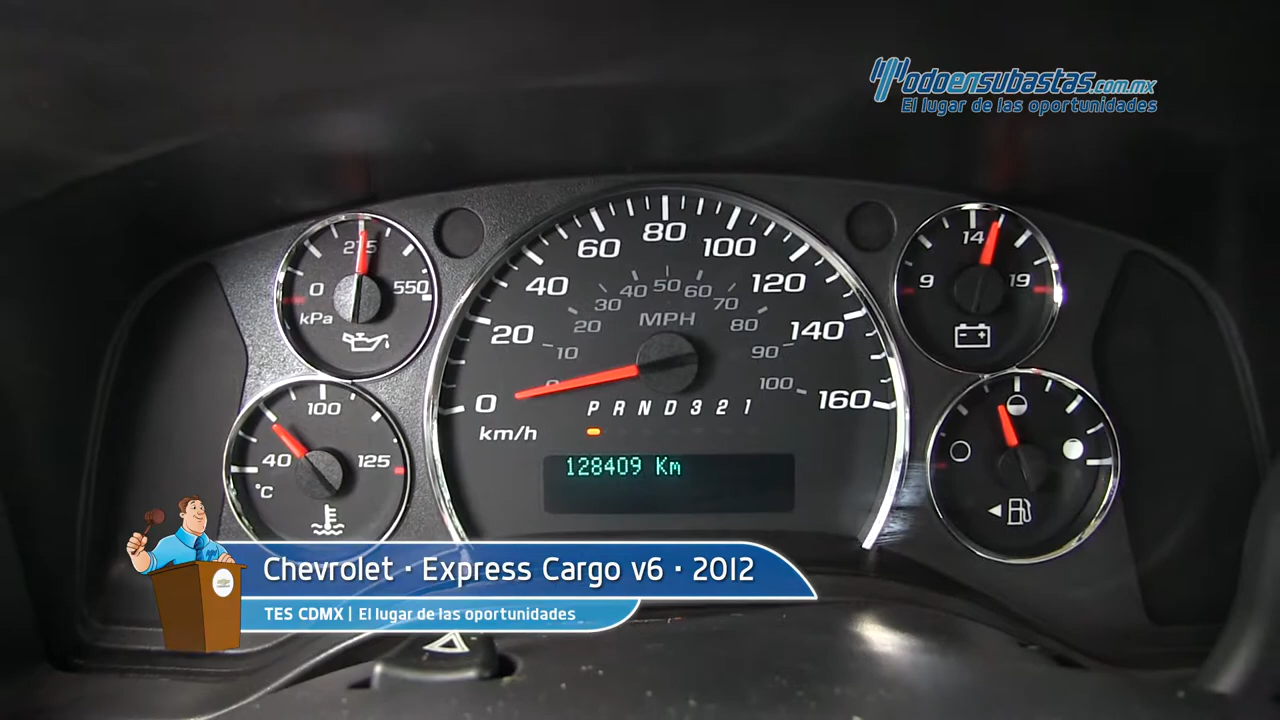 Todoensubastas.com.mx
El lugar de las oportunidades
275
0
550
kPa
14
9
19
0 20 40 60 80 100 120 140 160
km/h
0 10 20 30 40 50 60 70 80 90 100
MPH
P R N D 3 2 1
128409 Km
40
100
125
°C
Chevrolet · Express Cargo v6 · 2012
TES CDMX | El lugar de las oportunidades